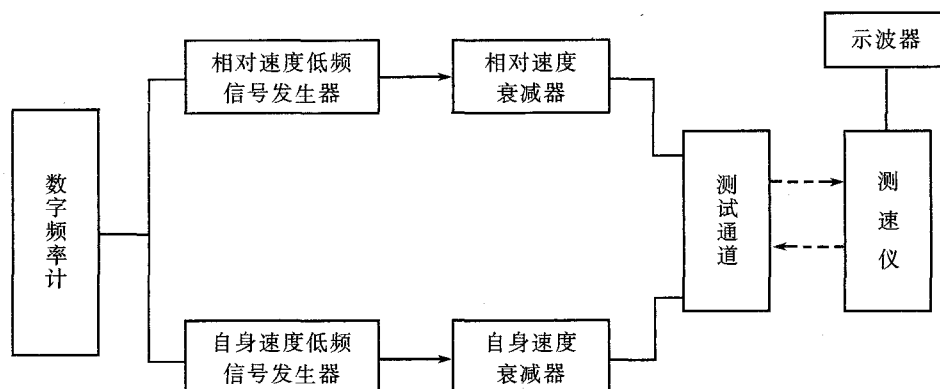 示波器
相对速度低频
信号发生器
相对速度
衰减器
数字频率计
测试通道
测速仪
自身速度低频
信号发生器
自身速度
衰减器